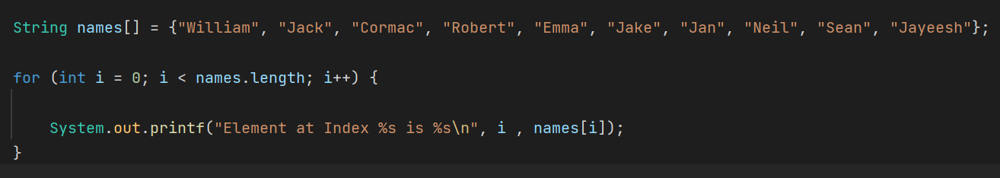 String names[] = {"William", "Jack", "Cormac", "Robert", "Emma", "Jake", "Jan", "Neil", "Sean", "Jayeesh"};
for (int i = 0; i < names.length; i++) {
System.out.printf("Element at Index %s is %s\n", i , names[i]);
}